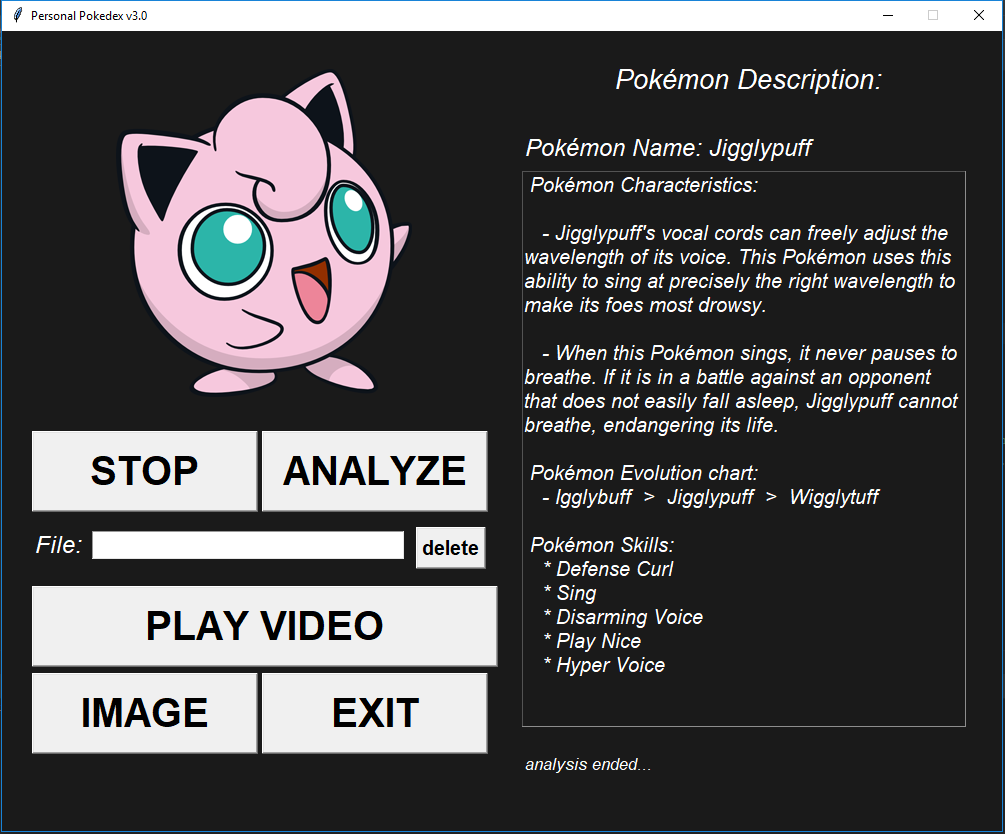 Personal Pokedex v3.0
Pokémon Description:
Pokémon Name: Jigglypuff
Pokémon Characteristics:
- Jigglypuff's vocal cords can freely adjust the
wavelength of its voice. This Pokémon uses this
ability to sing at precisely the right wavelength to
make its foes most drowsy.
- When this Pokémon sings, it never pauses to
breathe. If it is in a battle against an opponent
that does not easily fall asleep, Jigglypuff cannot
breathe, endangering its life.
Pokémon Evolution chart:
- Igglybuff > Jigglypuff > Wigglytuff
Pokémon Skills:
* Defense Curl
* Sing
* Disarming Voice
* Play Nice
* Hyper Voice
analysis ended...
STOP
ANALYZE
File:
delete
PLAY VIDEO
IMAGE
EXIT